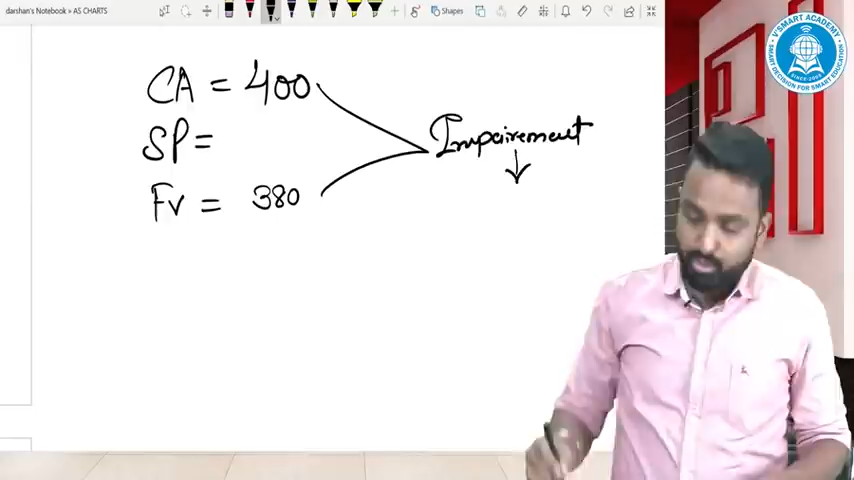 darshan's Notebook » AS CHARTS
Shapes
CA = 400
SP =
FV = 380
Impairement
V'SMART ACADEMY
SMART DECISION FOR SMART EDUCATION
SINCE-2005